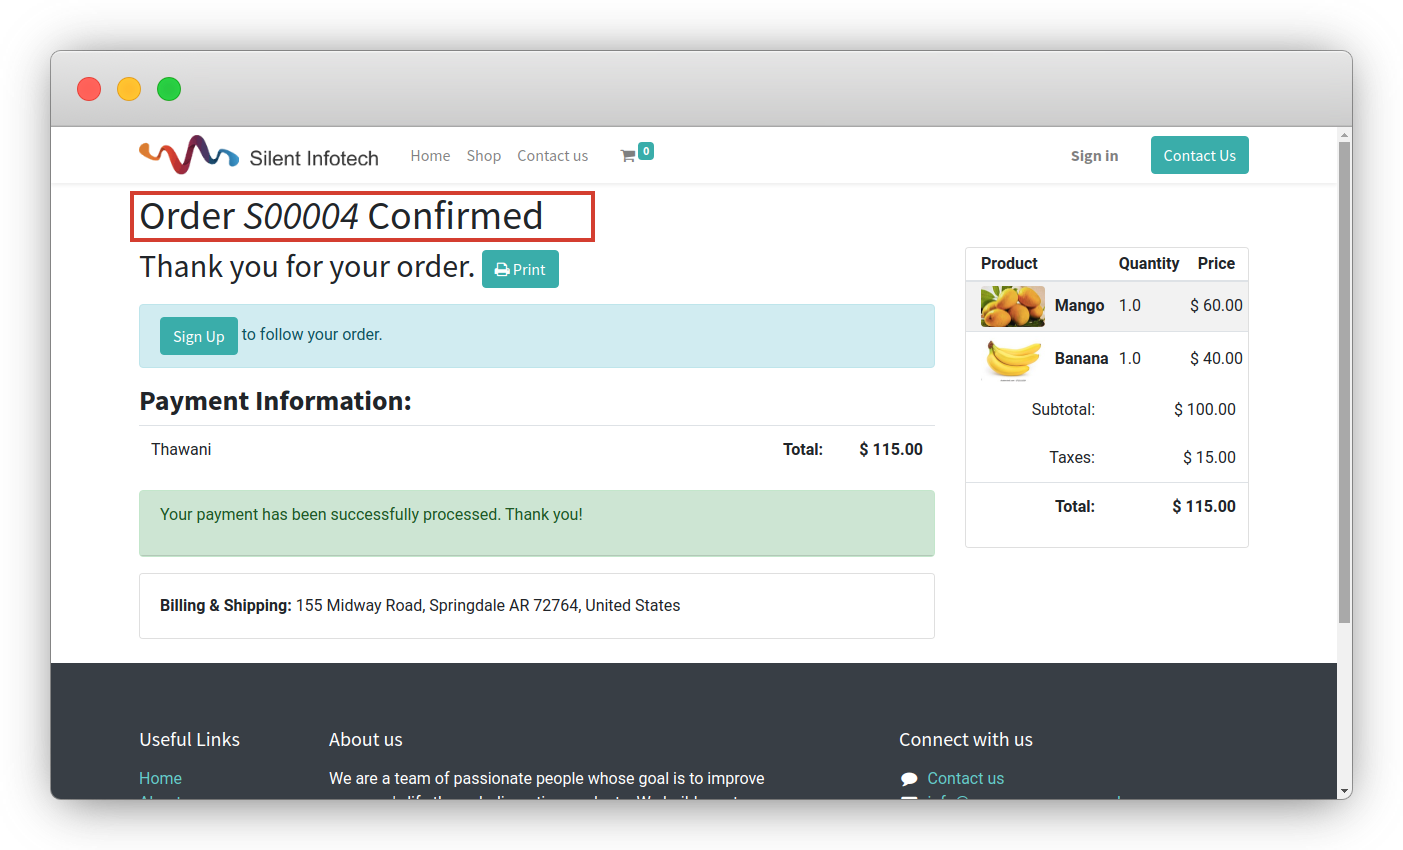 Silent Infotech Home Shop Contact us 0 Sign in Contact Us
Order S00004 Confirmed
Thank you for your order. Print
Sign Up to follow your order.
Payment Information:
Thawani Total: $ 115.00
Your payment has been successfully processed. Thank you!
Billing & Shipping: 155 Midway Road, Springdale AR 72764, United States
Product Quantity Price
Mango 1.0 $ 60.00
Banana 1.0 $ 40.00
Subtotal: $ 100.00
Taxes: $ 15.00
Total: $ 115.00
Useful Links
Home
About us
We are a team of passionate people whose goal is to improve
Connect with us
Contact us